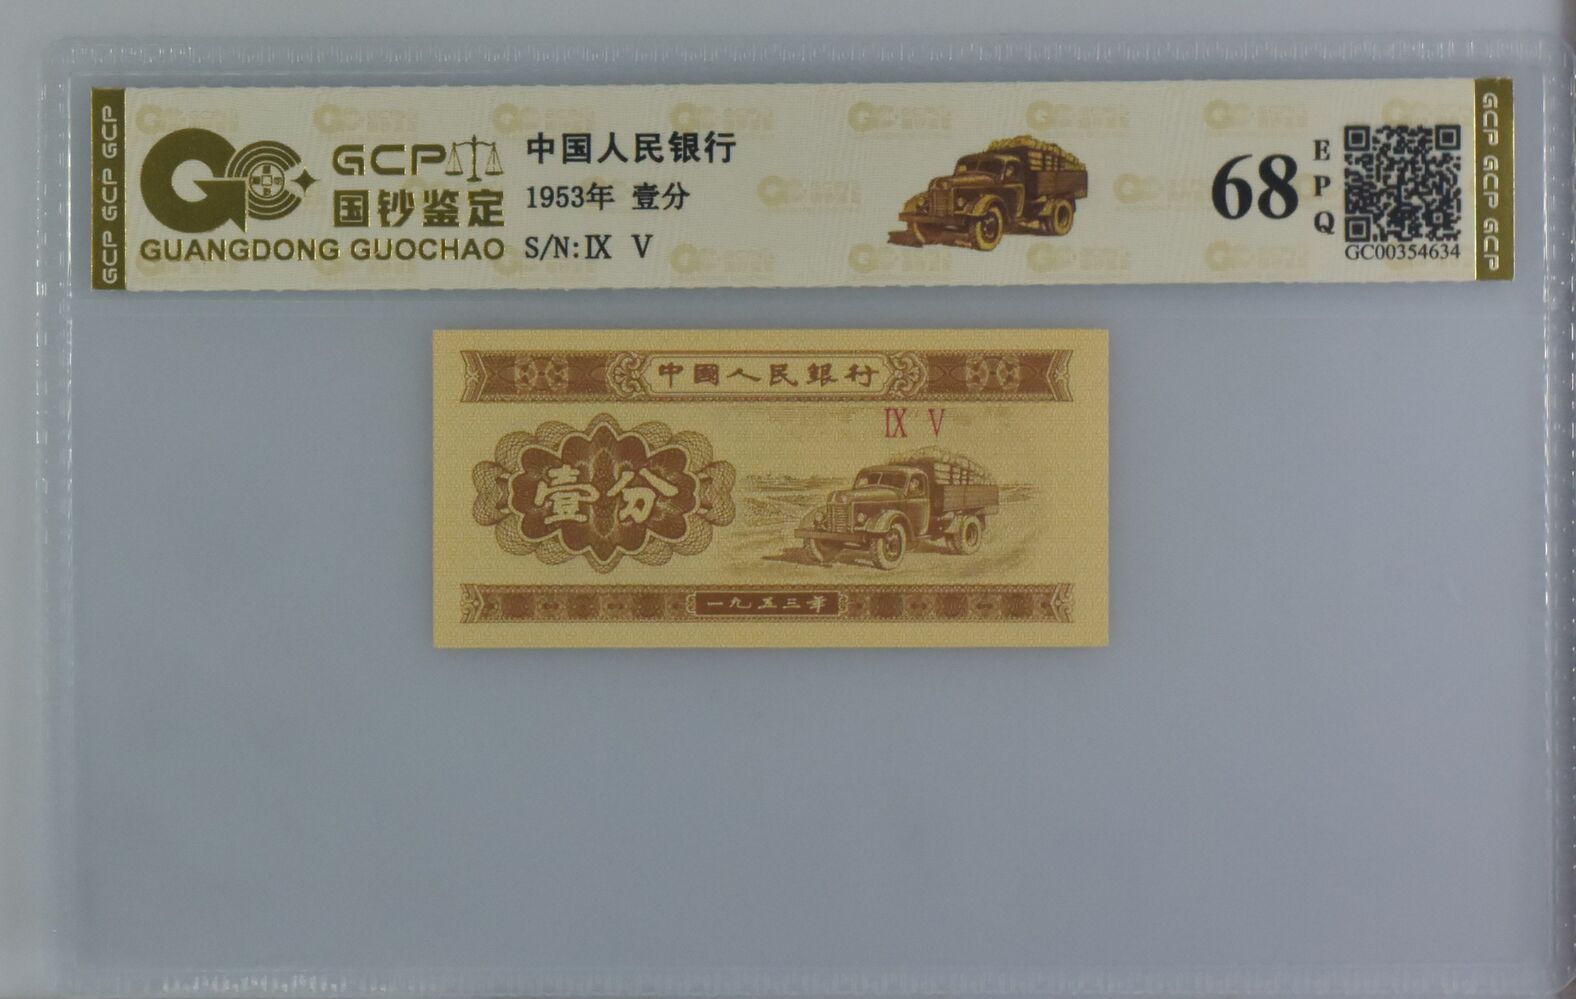 GCP GCP GCP
GCP
国钞鉴定
GUANGDONG GUOCHAO
中国人民银行
1953年 壹分
S/N:Ⅸ Ⅴ
68
EPQ
GC00354634
GCP GCP GCP
中國人民銀行
Ⅸ Ⅴ
壹分
一九五三年